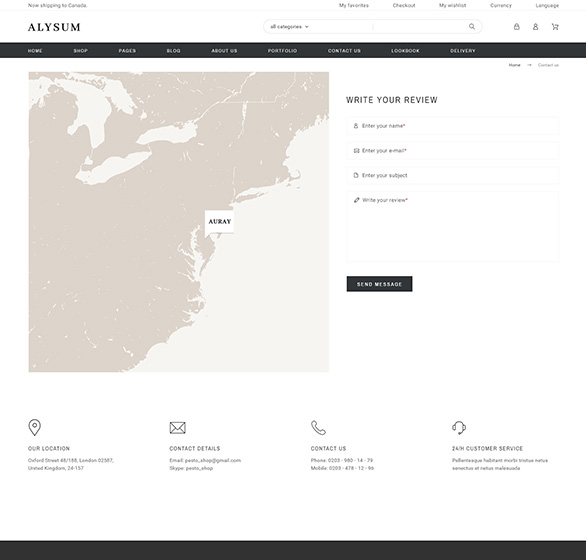 Now shipping to Canada.
My favorites
Checkout
My wishlist
Currency
Language
ALYSUM
all categories
HOME
SHOP
PAGES
BLOG
ABOUT US
PORTFOLIO
CONTACT US
LOOKBOOK
DELIVERY
Home → Contact us
WRITE YOUR REVIEW
Enter your name*
Enter your e-mail*
Enter your subject
Write your review*
SEND MESSAGE
AURAY
OUR LOCATION
Oxford Street 48/188, London 02587,
United Kingdom, 24-157
CONTACT DETAILS
Email: pesto_shop@gmail.com
Skype: pesto_shop
CONTACT US
Phone: 0203 - 980 - 14 - 79
Mobile: 0203 - 478 - 12 - 96
24/H CUSTOMER SERVICE
Pellentesque habitant morbi tristue netus
senectus et netus malesuada